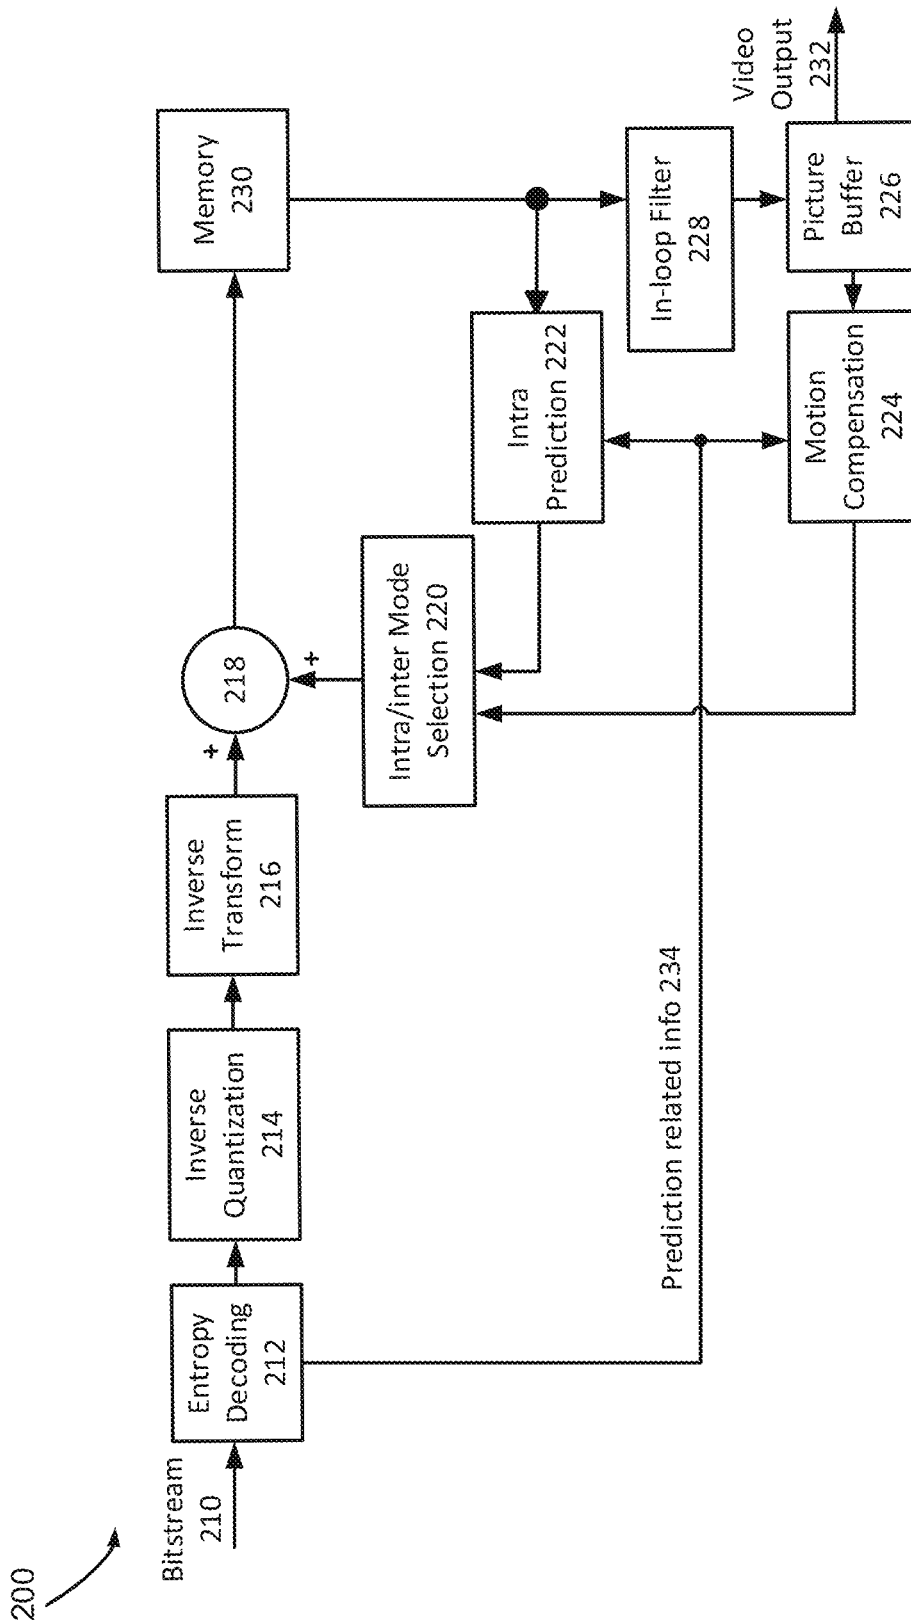 200
Bitstream
210
Entropy
Decoding
212
Inverse
Quantization
214
Inverse
Transform
216
+
218
+
Memory
230
Intra/inter Mode
Selection 220
Intra
Prediction 222
In-loop Filter
228
Prediction related info 234
Motion
Compensation
224
Picture
Buffer
226
Video
Output
232